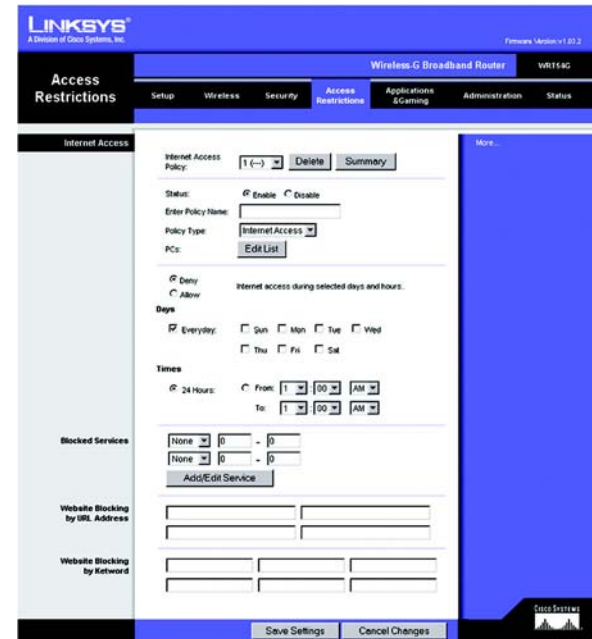 LINKSYS®
A Division of Cisco Systems, Inc.
Firmware Version: v1.83.2
Wireless-G Broadband Router WRT54G
Access Restrictions
Setup Wireless Security Access Restrictions Applications & Gaming Administration Status
Internet Access
More...
Internet Access Policy: 1 (---) Delete Summary
Status: Enable Disable
Enter Policy Name:
Policy Type: Internet Access
PCs: Edit List
Deny
Allow
Internet access during selected days and hours.
Days
Everyday: Sun Mon Tue Wed
Thu Fri Sat
Times
24 Hours: From: 1 : 00 AM
To: 1 : 00 AM
Blocked Services
None 0 - 0
None 0 - 0
Add/Edit Service
Website Blocking by URL Address
Website Blocking by Ketword
Save Settings Cancel Changes
CISCO SYSTEMS